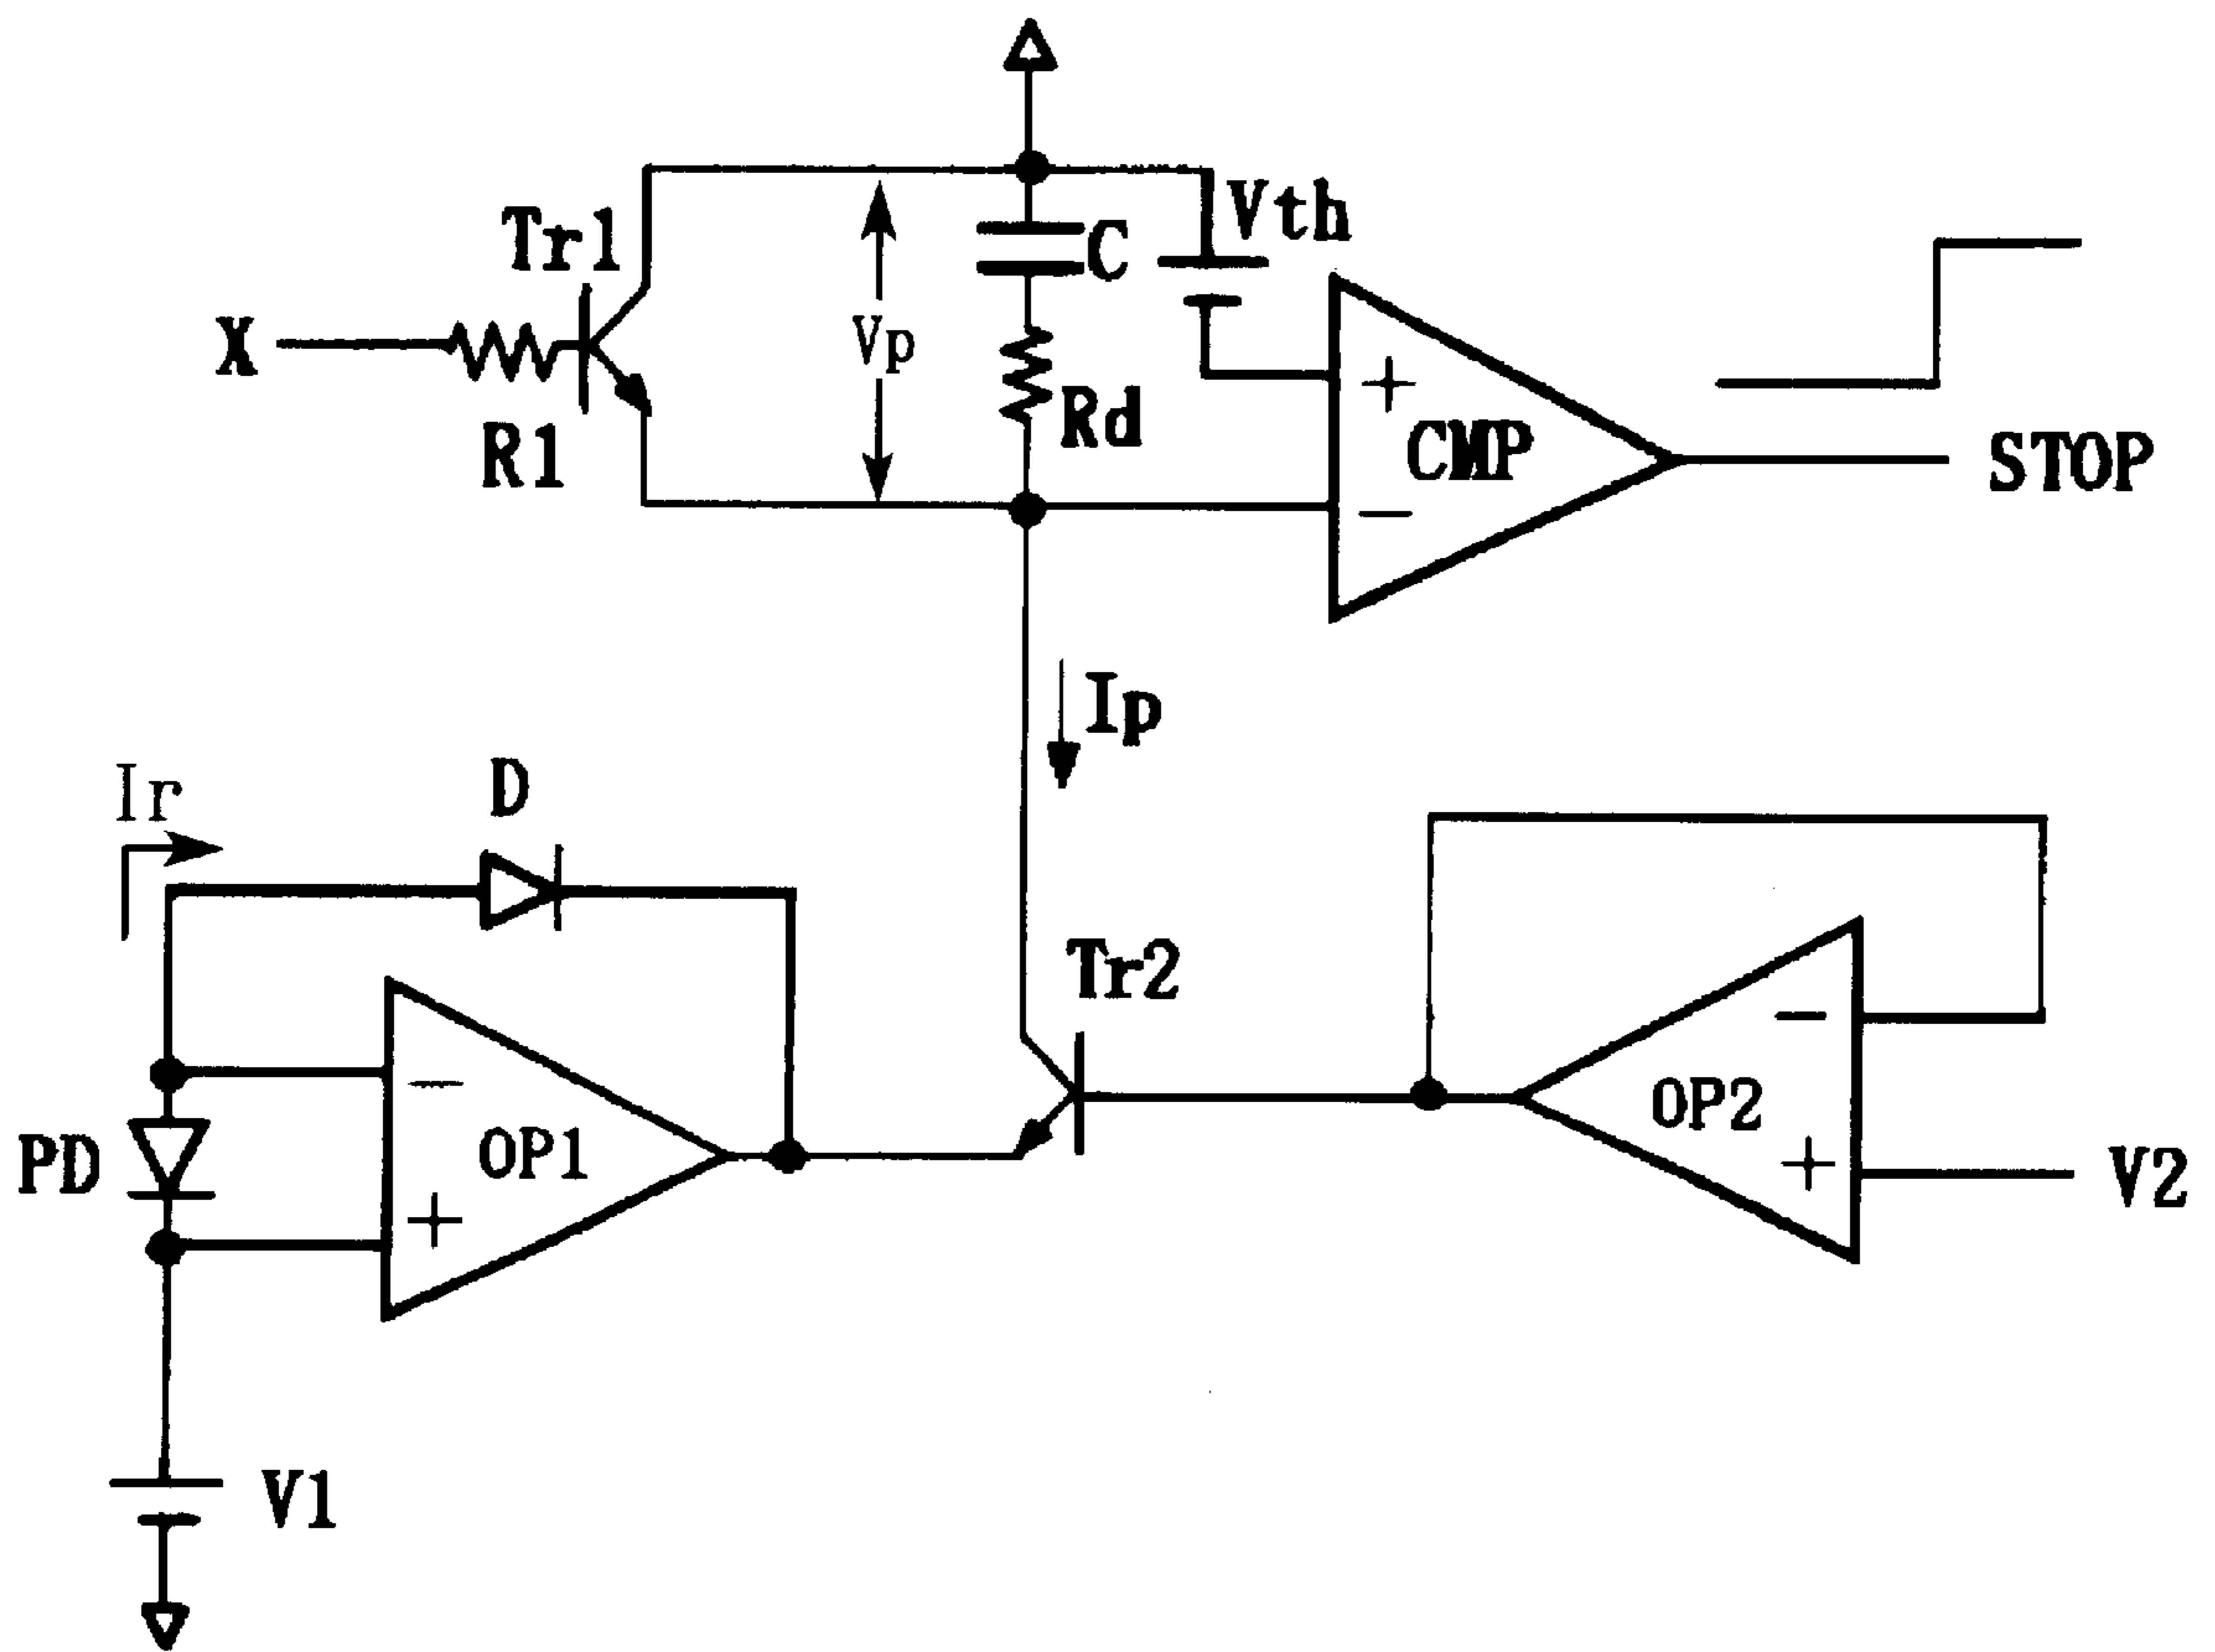 Vth
Tr1
C
X
Vp
R1
Rd
+
CMP
−
STOP
Ip
Ir
D
Tr2
−
OP2
+
V2
−
OP1
+
PD
V1